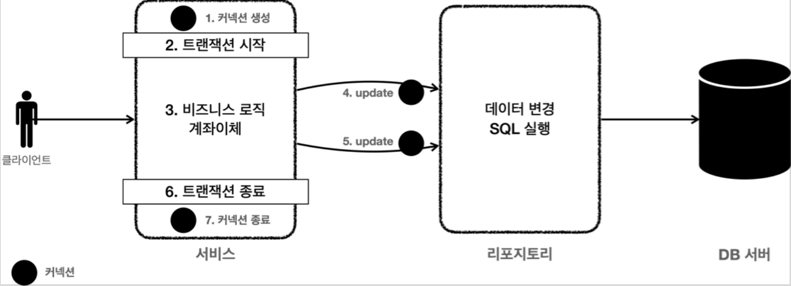 1. 커넥션 생성
2. 트랜잭션 시작
3. 비즈니스 로직
계좌이체
4. update
5. update
데이터 변경
SQL 실행
클라이언트
6. 트랜잭션 종료
7. 커넥션 종료
서비스
리포지토리
DB 서버
커넥션